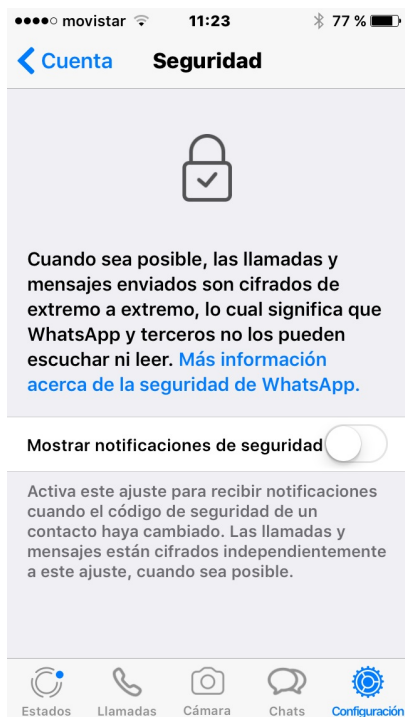 movistar 11:23 77 %
Cuenta Seguridad
Cuando sea posible, las llamadas y
mensajes enviados son cifrados de
extremo a extremo, lo cual significa que
WhatsApp y terceros no los pueden
escuchar ni leer. Más información
acerca de la seguridad de WhatsApp.
Mostrar notificaciones de seguridad
Activa este ajuste para recibir notificaciones
cuando el código de seguridad de un
contacto haya cambiado. Las llamadas y
mensajes están cifrados independientemente
a este ajuste, cuando sea posible.
Estados Llamadas Cámara Chats Configuración